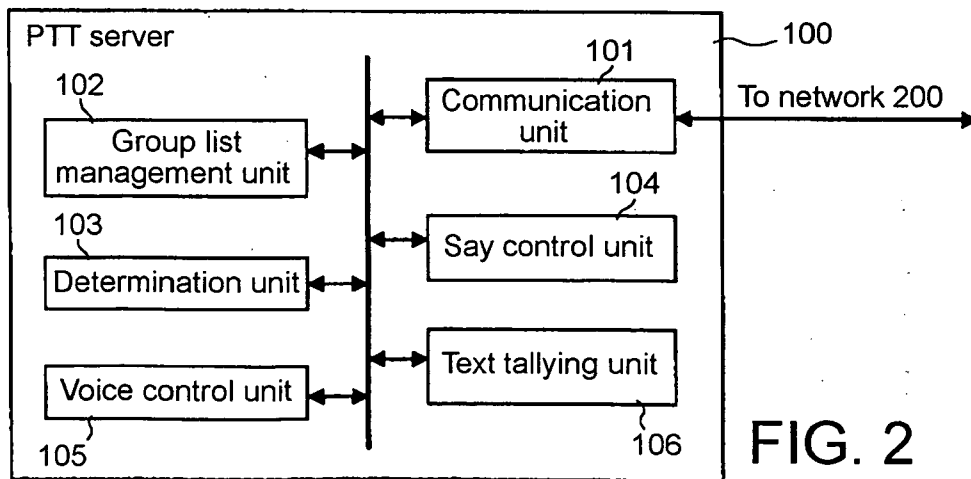 PTT server
100
101
Communication
unit
To network 200
102
Group list
management unit
104
Say control unit
103
Determination unit
Text tallying unit
106
Voice control unit
105
FIG. 2